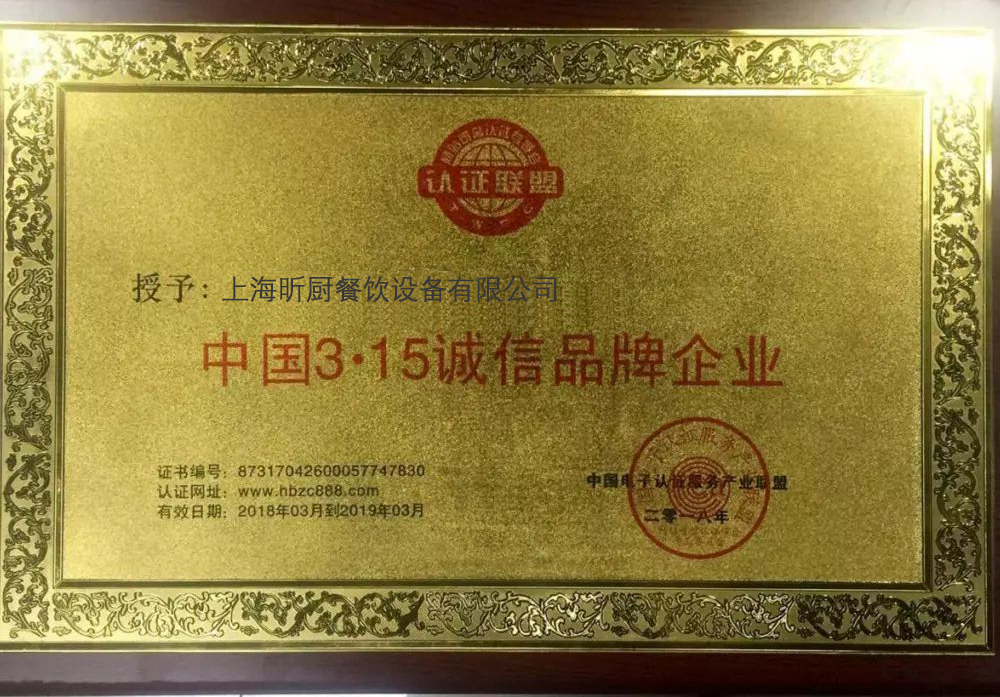 认证联盟
授予：上海昕厨餐饮设备有限公司
中国3·15诚信品牌企业
证书编号：87317042600057747830
认证网址：www.hbzc888.com
有效日期：2018年03月到2019年03月
中国电子认证服务产业联盟
二零一八年